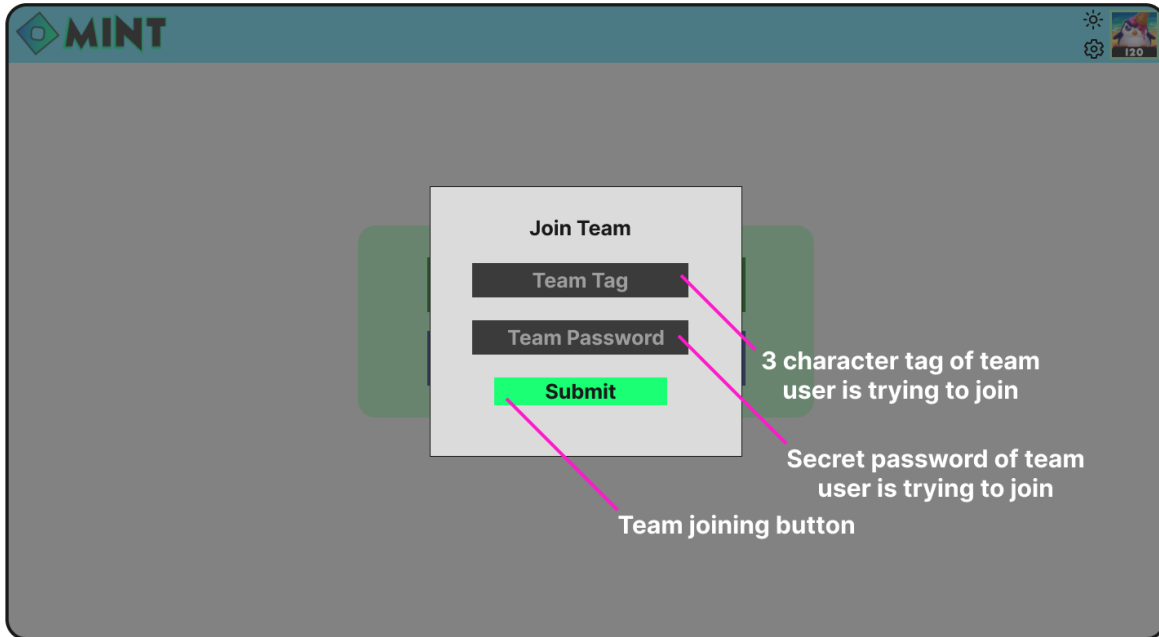 MINT
120
Join Team
Team Tag
Team Password
Submit
3 character tag of team
user is trying to join
Secret password of team
user is trying to join
Team joining button